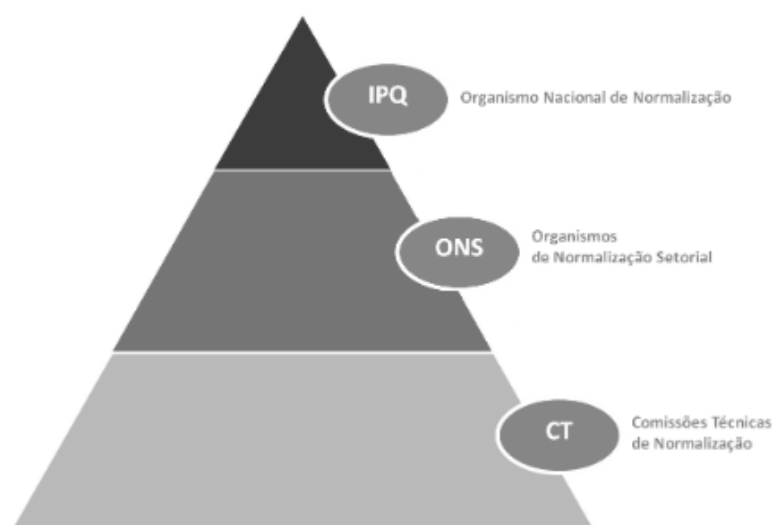 IPQ
Organismo Nacional de Normalização
ONS
Organismos
de Normalização Setorial
CT
Comissões Técnicas
de Normalização